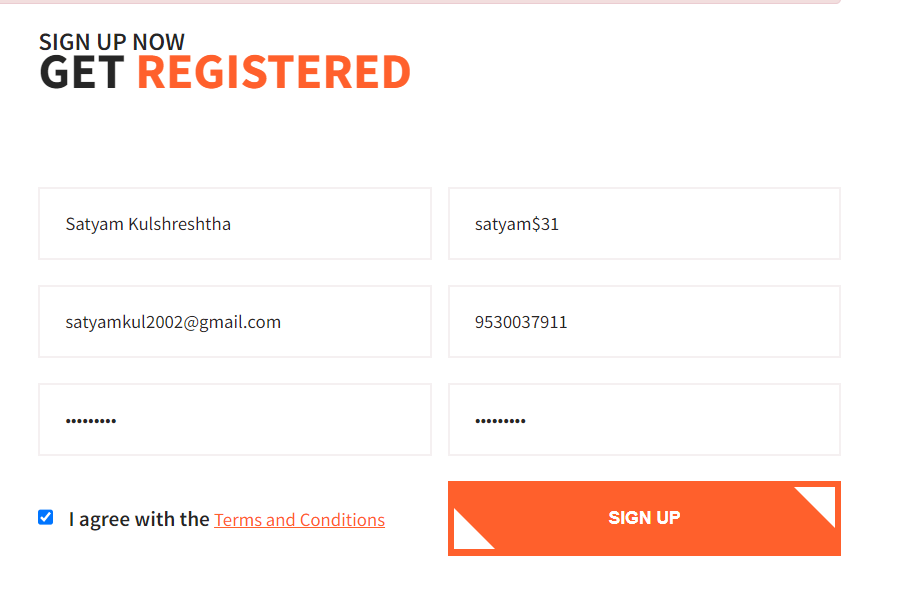 SIGN UP NOW
GET REGISTERED
Satyam Kulshreshtha
satyam$31
satyamkul2002@gmail.com
9530037911
•••••••••
•••••••••
I agree with the Terms and Conditions
SIGN UP